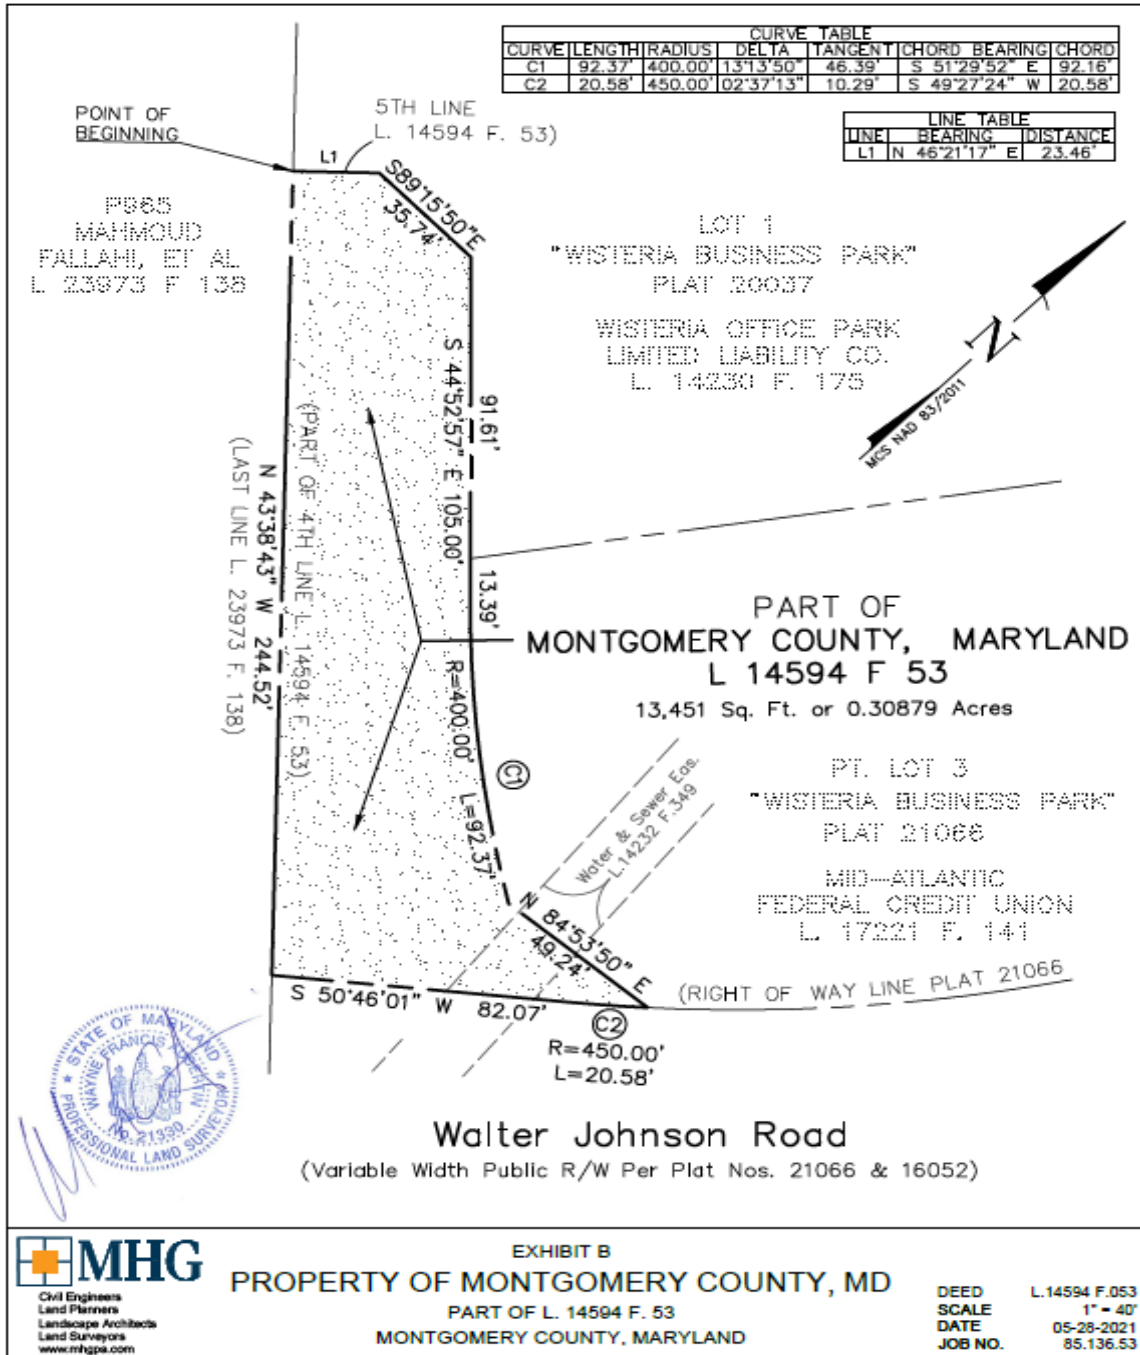 CURVE TABLE
CURVE LENGTH RADIUS DELTA TANGENT CHORD BEARING CHORD
C1 92.37' 400.00' 13°13'50" 46.39' S 51°29'52" E 92.16'
C2 20.58' 450.00' 02°37'13" 10.29' S 49°27'24" W 20.58'
LINE TABLE
LINE BEARING DISTANCE
L1 N 46°21'17" E 23.46'
POINT OF
BEGINNING
5TH LINE
L. 14594 F. 53)
L1
S89°15'50"E
35.74'
P965
MAHMOUD
FALLAHI, ET AL
L 23973 F 138
LOT 1
"WISTERIA BUSINESS PARK"
PLAT 20037
WISTERIA OFFICE PARK
LIMITED LIABILITY CO.
L. 14230 F. 175
N
MCS NAD 83/2011
S 44°52'57" E 105.00'
91.61'
13.39'
(PART OF 4TH LINE L. 14594 F. 53)
N 43°38'43" W 244.52'
(LAST LINE L. 23973 F. 138)
PART OF
MONTGOMERY COUNTY, MARYLAND
L 14594 F 53
13,451 Sq. Ft. or 0.30879 Acres
R=400.00' L=92.37'
C1
Water & Sewer Eas.
L.14232 F.349
PT. LOT 3
"WISTERIA BUSINESS PARK"
PLAT 21066
MID-ATLANTIC
FEDERAL CREDIT UNION
L. 17221 F. 141
N 84°53'50" E
49.24'
(RIGHT OF WAY LINE PLAT 21066
S 50°46'01" W 82.07'
C2
R=450.00'
L=20.58'
STATE OF MARYLAND
WAYNE FRANCIS
No. 21330
PROFESSIONAL LAND SURVEYOR
Walter Johnson Road
(Variable Width Public R/W Per Plat Nos. 21066 & 16052)
MHG
Civil Engineers
Land Planners
Landscape Architects
Land Surveyors
www.mhgpa.com
EXHIBIT B
PROPERTY OF MONTGOMERY COUNTY, MD
PART OF L. 14594 F. 53
MONTGOMERY COUNTY, MARYLAND
DEED L.14594 F.053
SCALE 1" = 40'
DATE 05-28-2021
JOB NO. 85.136.53